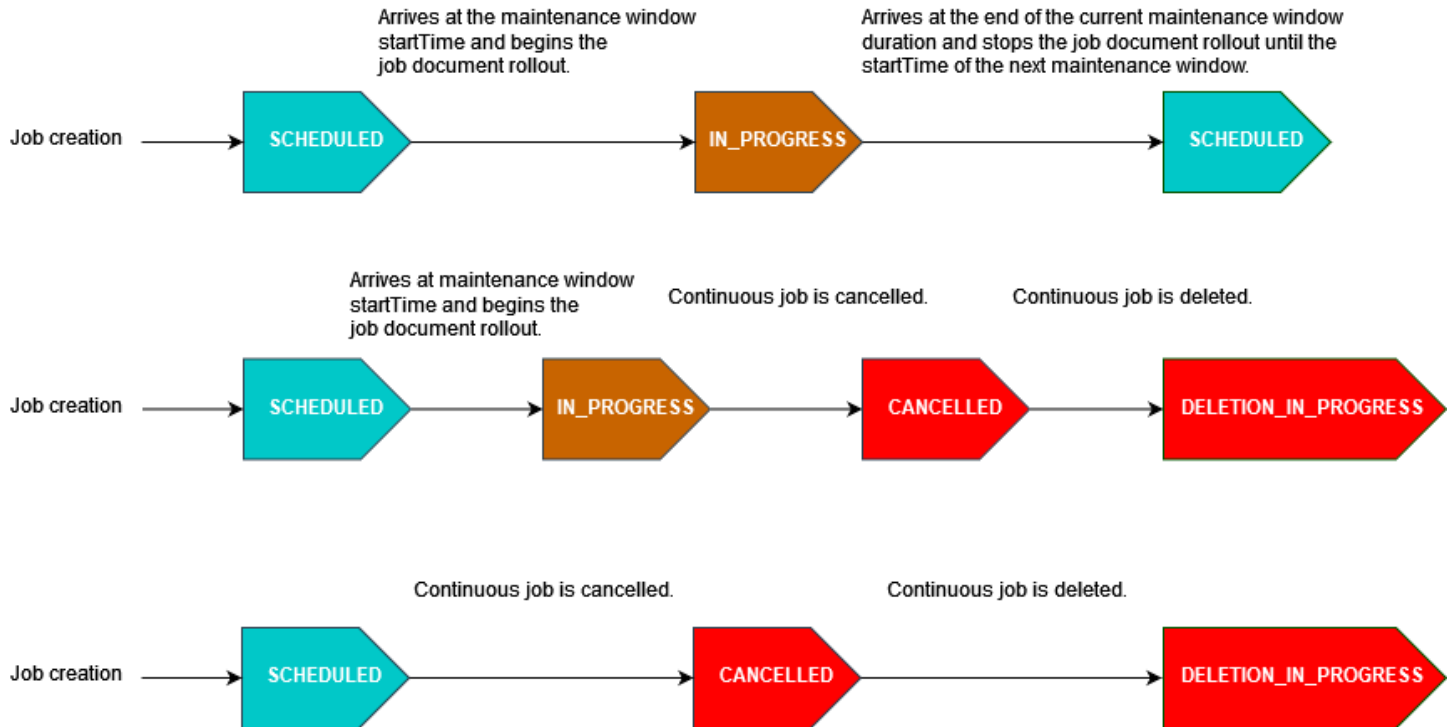 Arrives at the maintenance window
startTime and begins the
job document rollout.
Arrives at the end of the current maintenance window
duration and stops the job document rollout until the
startTime of the next maintenance window.
Job creation
SCHEDULED
IN_PROGRESS
SCHEDULED
Arrives at maintenance window
startTime and begins the
job document rollout.
Continuous job is cancelled.
Continuous job is deleted.
Job creation
SCHEDULED
IN_PROGRESS
CANCELLED
DELETION_IN_PROGRESS
Continuous job is cancelled.
Continuous job is deleted.
Job creation
SCHEDULED
CANCELLED
DELETION_IN_PROGRESS